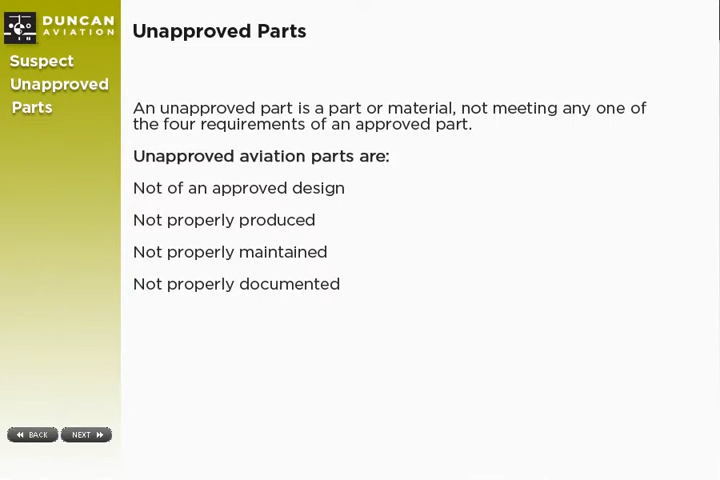 DUNCAN
AVIATION
Suspect
Unapproved
Parts
Unapproved Parts
An unapproved part is a part or material, not meeting any one of
the four requirements of an approved part.
Unapproved aviation parts are:
Not of an approved design
Not properly produced
Not properly maintained
Not properly documented
BACK
NEXT